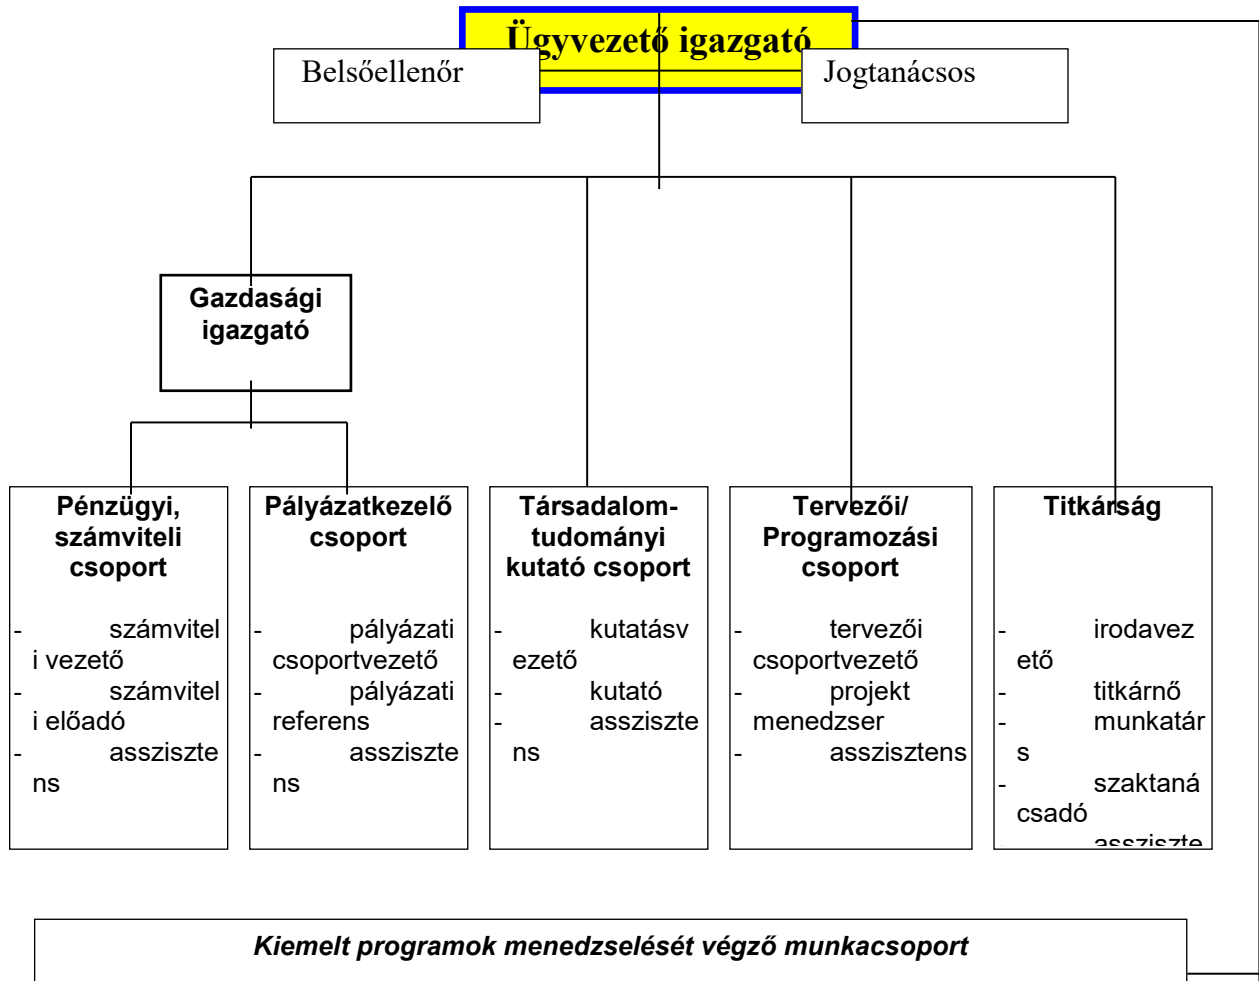 Ügyvezető igazgató
Belsőellenőr
Jogtanácsos
Gazdasági
igazgató
Pénzügyi,
számviteli
csoport
- számvitel
i vezető
- számvitel
i előadó
- assziszte
ns
Pályázatkezelő
csoport
- pályázati
csoportvezető
- pályázati
referens
- assziszte
ns
Társadalom-
tudományi
kutató csoport
- kutatásv
ezető
- kutató
- assziszte
ns
Tervezői/
Programozási
csoport
- tervezői
csoportvezető
- projekt
menedzser
- asszisztens
Titkárság
- irodavez
ető
- titkárnő
- munkatár
s
- szaktaná
csadó
- assziszte
Kiemelt programok menedzselését végző munkacsoport